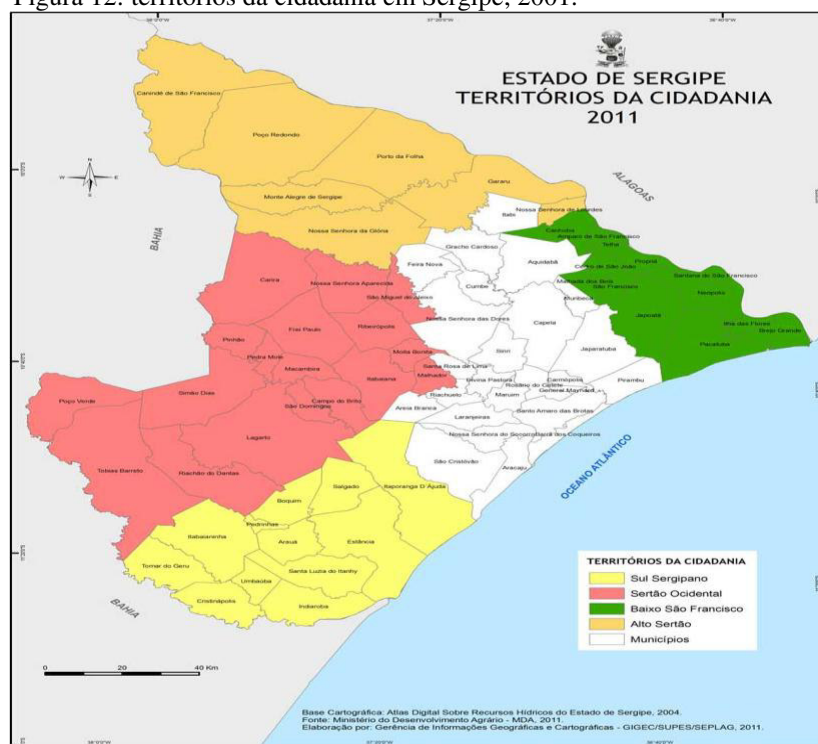 Figura 12: territórios da cidadania em Sergipe, 2001.
ESTADO DE SERGIPE
TERRITÓRIOS DA CIDADANIA
2011
Canindé de São Francisco
Poço Redondo
Porto da Folha
N
W
E
S
ALAGOAS
Gararu
Monte Alegre de Sergipe
Nossa Senhora de Lourdes
Itabi
BAHIA
Nossa Senhora da Glória
Canhoba
Amparo de São Francisco
Telha
Graccho Cardoso
Aquidabã
Propriá
Feira Nova
Cedro de São João
Santana do São Francisco
Carira
Nossa Senhora Aparecida
Malhada dos Bois
São Francisco
Neópolis
São Miguel do Aleixo
Cumbe
Muribeca
Japoatã
Ilha das Flores
Brejo Grande
Nossa Senhora das Dores
Frei Paulo
Ribeirópolis
Capela
Pacatuba
Pinhão
Moita Bonita
Siriri
Japaratuba
Pedra Mole
Macambira
Santa Rosa de Lima
Malhador
Divina Pastora
Carmópolis
Pirambu
Itabaiana
Rosário do Catete
General Maynard
Poço Verde
Simão Dias
Campo do Brito
São Domingos
Riachuelo
Maruim
Areia Branca
Laranjeiras
Santo Amaro das Brotas
Lagarto
Nossa Senhora do Socorro
Barra dos Coqueiros
São Cristóvão
Aracaju
Tobias Barreto
Riachão do Dantas
OCEANO ATLÂNTICO
Salgado
Itaporanga D'Ajuda
Boquim
Pedrinhas
Itabaianinha
Arauá
Estância
Tomar do Geru
Santa Luzia do Itanhy
Umbaúba
Cristinápolis
Indiaroba
BAHIA
TERRITÓRIOS DA CIDADANIA
Sul Sergipano
Sertão Ocidental
Baixo São Francisco
Alto Sertão
Municípios
0 20 40 Km
Base Cartográfica: Atlas Digital Sobre Recursos Hídricos do Estado de Sergipe, 2004.
Fonte: Ministério do Desenvolvimento Agrário - MDA, 2011.
Elaboração por: Gerência de Informações Geográficas e Cartográficas - GIGEC/SUPES/SEPLAG, 2011.